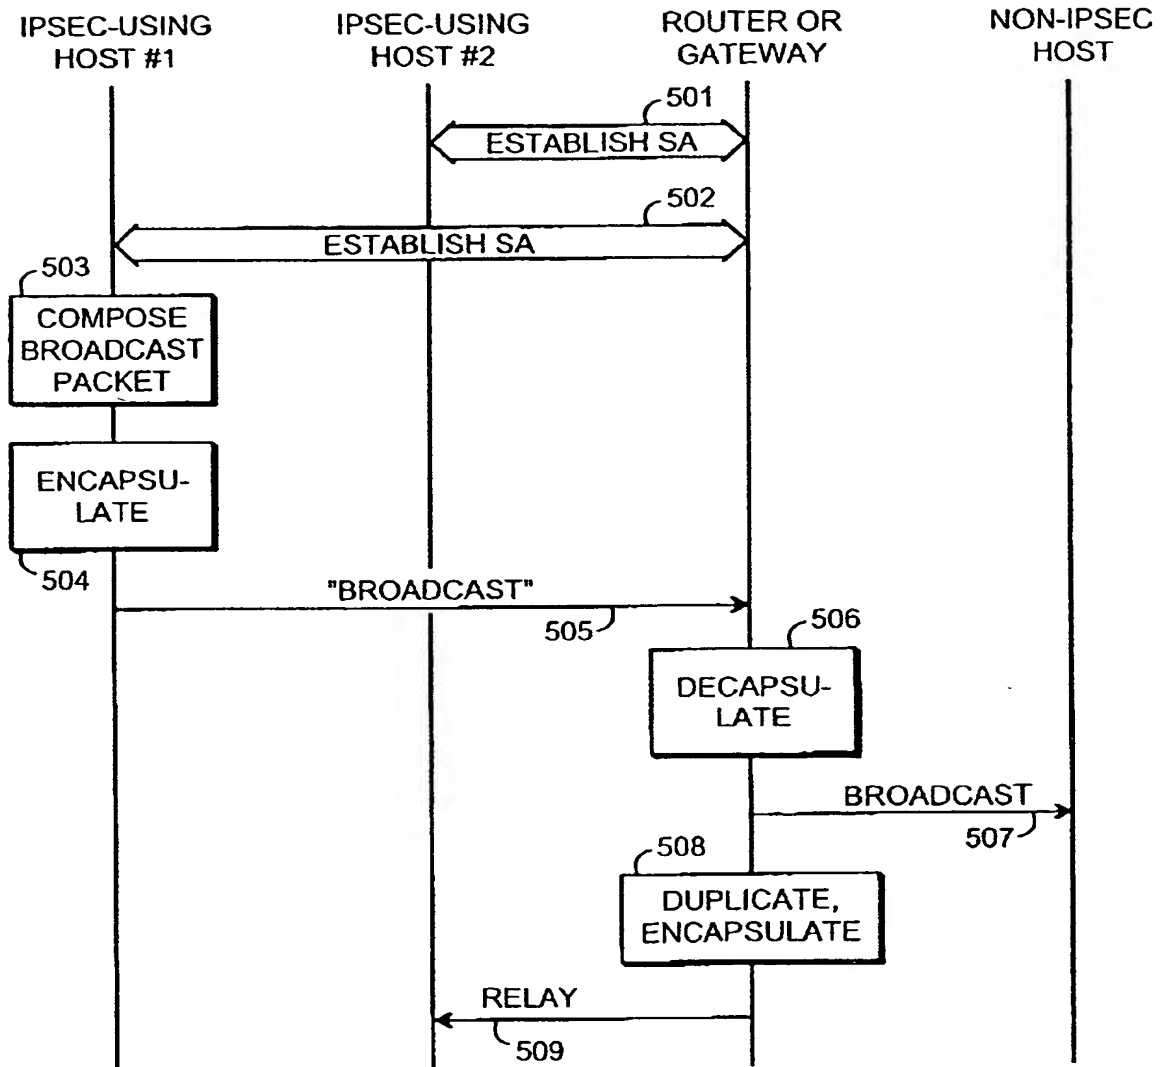 IPSEC-USING
HOST #1
IPSEC-USING
HOST #2
ROUTER OR
GATEWAY
NON-IPSEC
HOST
501
ESTABLISH SA
502
ESTABLISH SA
503
COMPOSE
BROADCAST
PACKET
ENCAPSU-
LATE
504
"BROADCAST"
505
506
DECAPSU-
LATE
BROADCAST
507
508
DUPLICATE,
ENCAPSULATE
RELAY
509